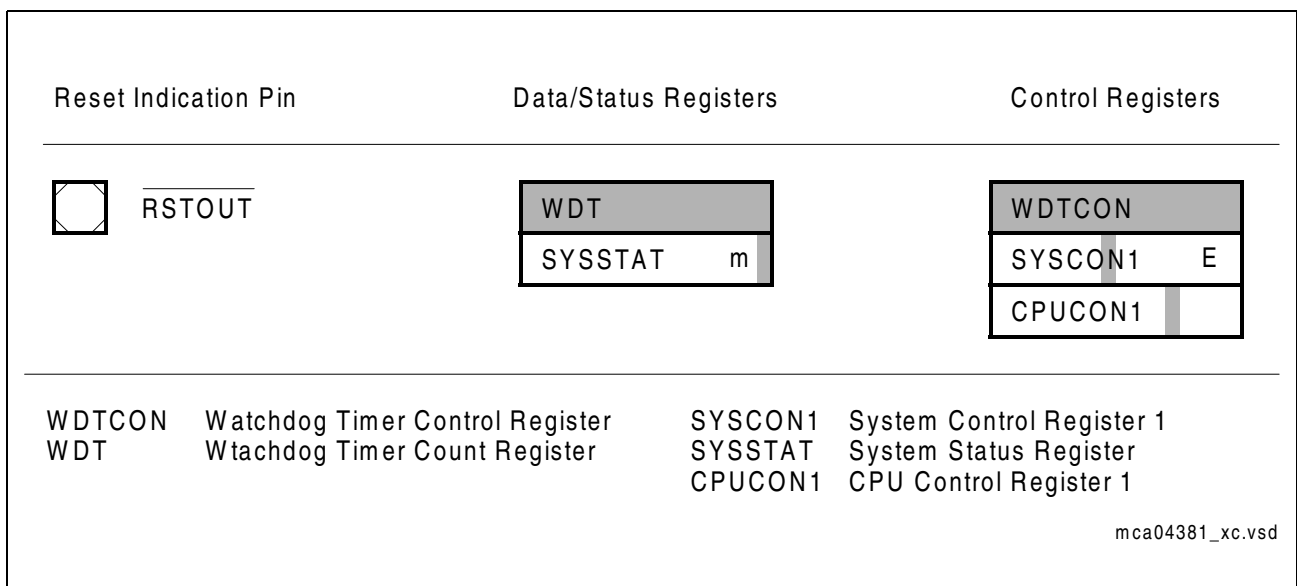 Reset Indication Pin Data/Status Registers Control Registers
RSTOUT WDT WDTCON
SYSSTAT m SYSCON1 E
CPUCON1
WDTCON Watchdog Timer Control Register SYSCON1 System Control Register 1
WDT Wtachdog Timer Count Register SYSSTAT System Status Register
CPUCON1 CPU Control Register 1
mca04381_xc.vsd